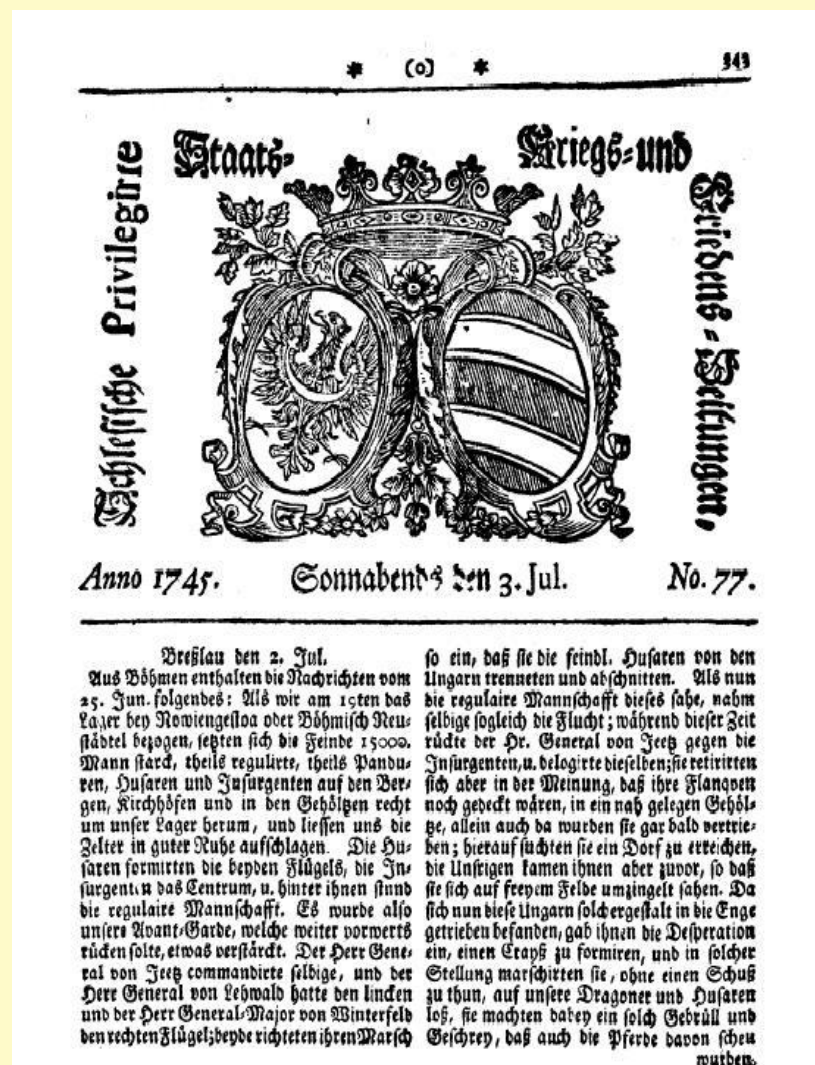 * (o) *
343
Schlesische Privilegirte
Staats-
Kriegs-und
Friedens-Zeitungen.
Anno 1745.
Sonnabends den 3. Jul.
No. 77.
Breßlau den 2. Jul.
Aus Böhmen enthalten die Nachrichten vom
25. Jun. folgendes: Als wir am 19ten das
Lager bey Nowiengestoa oder Böhmisch Neu-
städtel bezogen, setzten sich die Feinde 15000.
Mann starck, theils regulirte, theils Pandu-
ren, Husaren und Insurgenten auf den Ber-
gen, Kirchhöfen und in den Gehöltzen recht
um unser Lager herum, und liessen uns die
Zelter in guter Ruhe aufschlagen. Die Hu-
saren formirten die beyden Flügels, die In-
surgenten das Centrum, u. hinter ihnen stund
die regulaire Mannschafft. Es wurde also
unsere Avant-Garde, welche weiter vorwerts
rücken solte, etwas verstärckt. Der Herr Gene-
ral von Jeetz commandirte selbige, und der
Herr General von Lehwald hatte den lincken
und der Herr General-Major von Winterfeld
den rechten Flügel; beyde richteten ihren Marsch
so ein, daß sie die feindl. Husaren von den
Ungarn trenneten und abschnitten. Als nun
die regulaire Mannschafft dieses sahe, nahm
selbige sogleich die Flucht; während dieser Zeit
rückte der Hr. General von Jeetz gegen die
Insurgenten, u. delogirte dieselben; sie retirirten
sich aber in der Meinung, daß ihre Flanqven
noch gedeckt wären, in ein nah gelegen Gehöl-
tze, allein auch da wurden sie gar bald vertrie-
ben; hierauf suchten sie ein Dorf zu erreichen,
die Unsrigen kamen ihnen aber zuvor, so daß
sie sich auf freyem Felde umzingelt sahen. Da
sich nun diese Ungarn solchergestalt in die Enge
getrieben befanden, gab ihnen die Desperation
ein, einen Crayß zu formiren, und in solcher
Stellung marschirten sie, ohne einen Schuß
zu thun, auf unsere Dragoner und Husaren
loß, sie machten dabey ein solch Gebrüll und
Geschrey, daß auch die Pferde davon scheu
wurden.